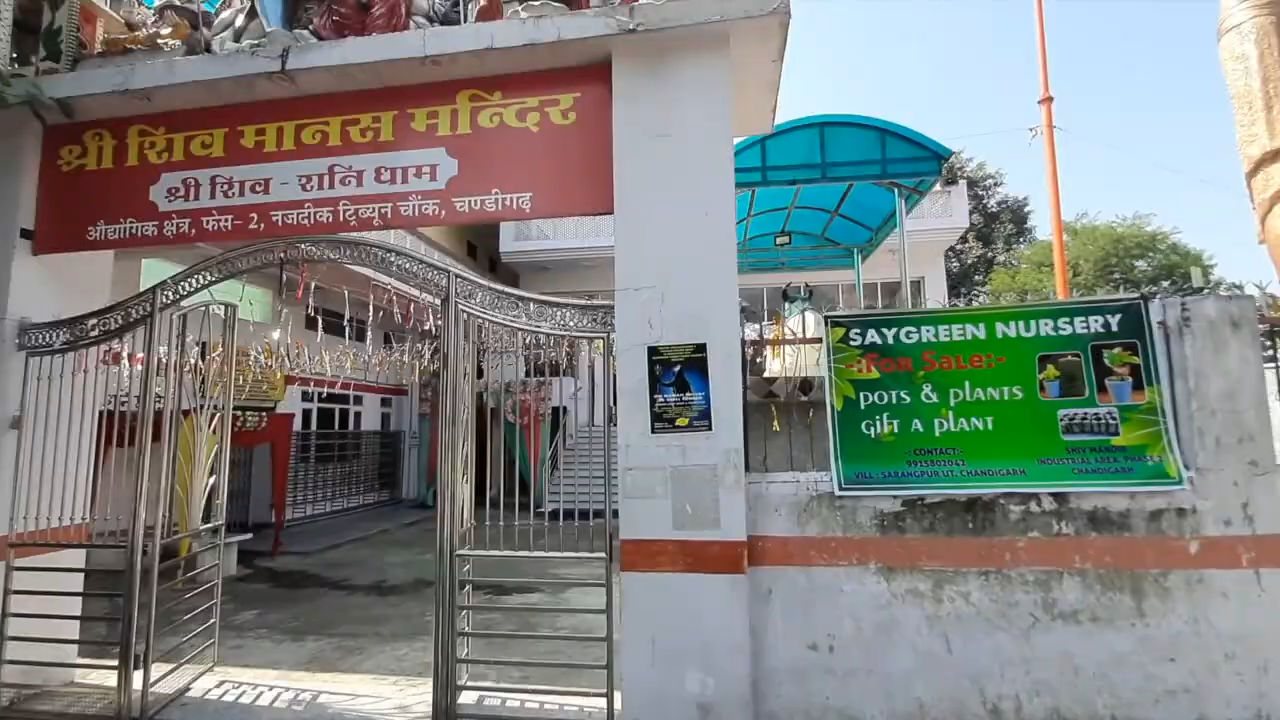 श्री शिव मानस मन्दिर
श्री शिव - शनि धाम
औद्योगिक क्षेत्र, फेस- 2, नजदीक ट्रिब्यून चौंक, चण्डीगढ़
SAYGREEN NURSERY
-:FOR SALE:-
POTS & PLANTS
GIFT A PLANT
-: CONTACT:-
9915802042
VILL : SARANGPUR UT, CHANDIGARH
SHIV MANDIR
INDUSTRIAL AREA, PHASE-2
CHANDIGARH